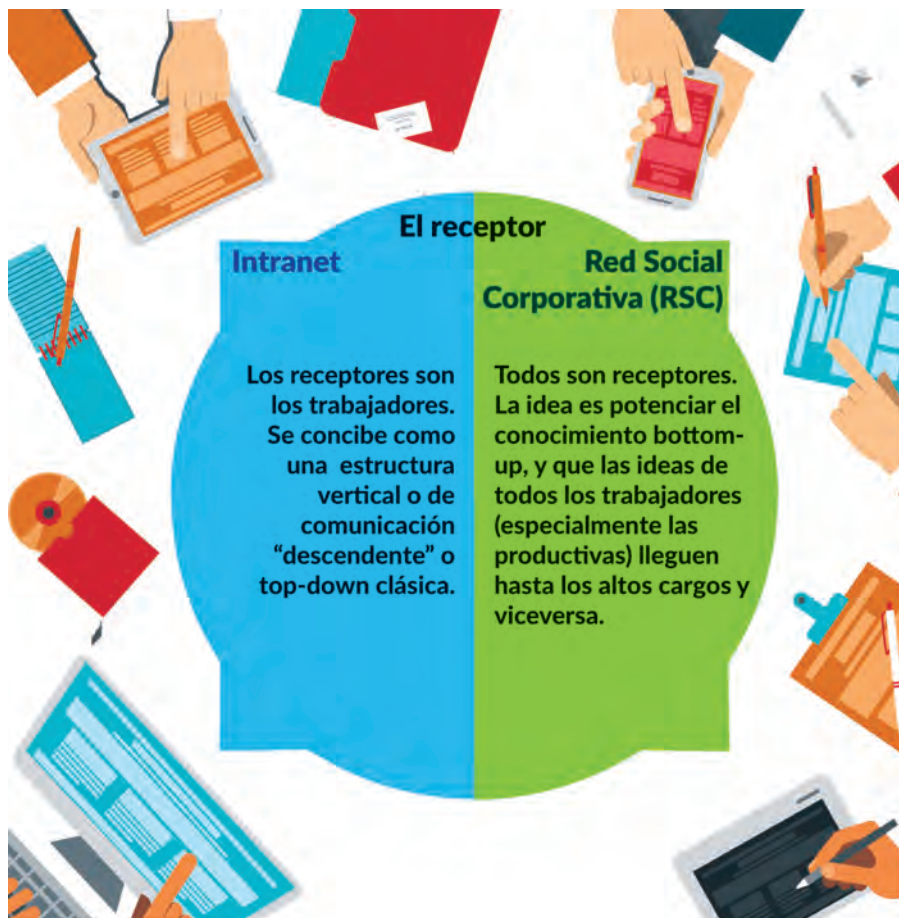 El receptor
Intranet
Los receptores son
los trabajadores.
Se concibe como
una estructura
vertical o de
comunicación
“descendente” o
top-down clásica.
Red Social
Corporativa (RSC)
Todos son receptores.
La idea es potenciar el
conocimiento bottom-
up, y que las ideas de
todos los trabajadores
(especialmente las
productivas) lleguen
hasta los altos cargos y
viceversa.